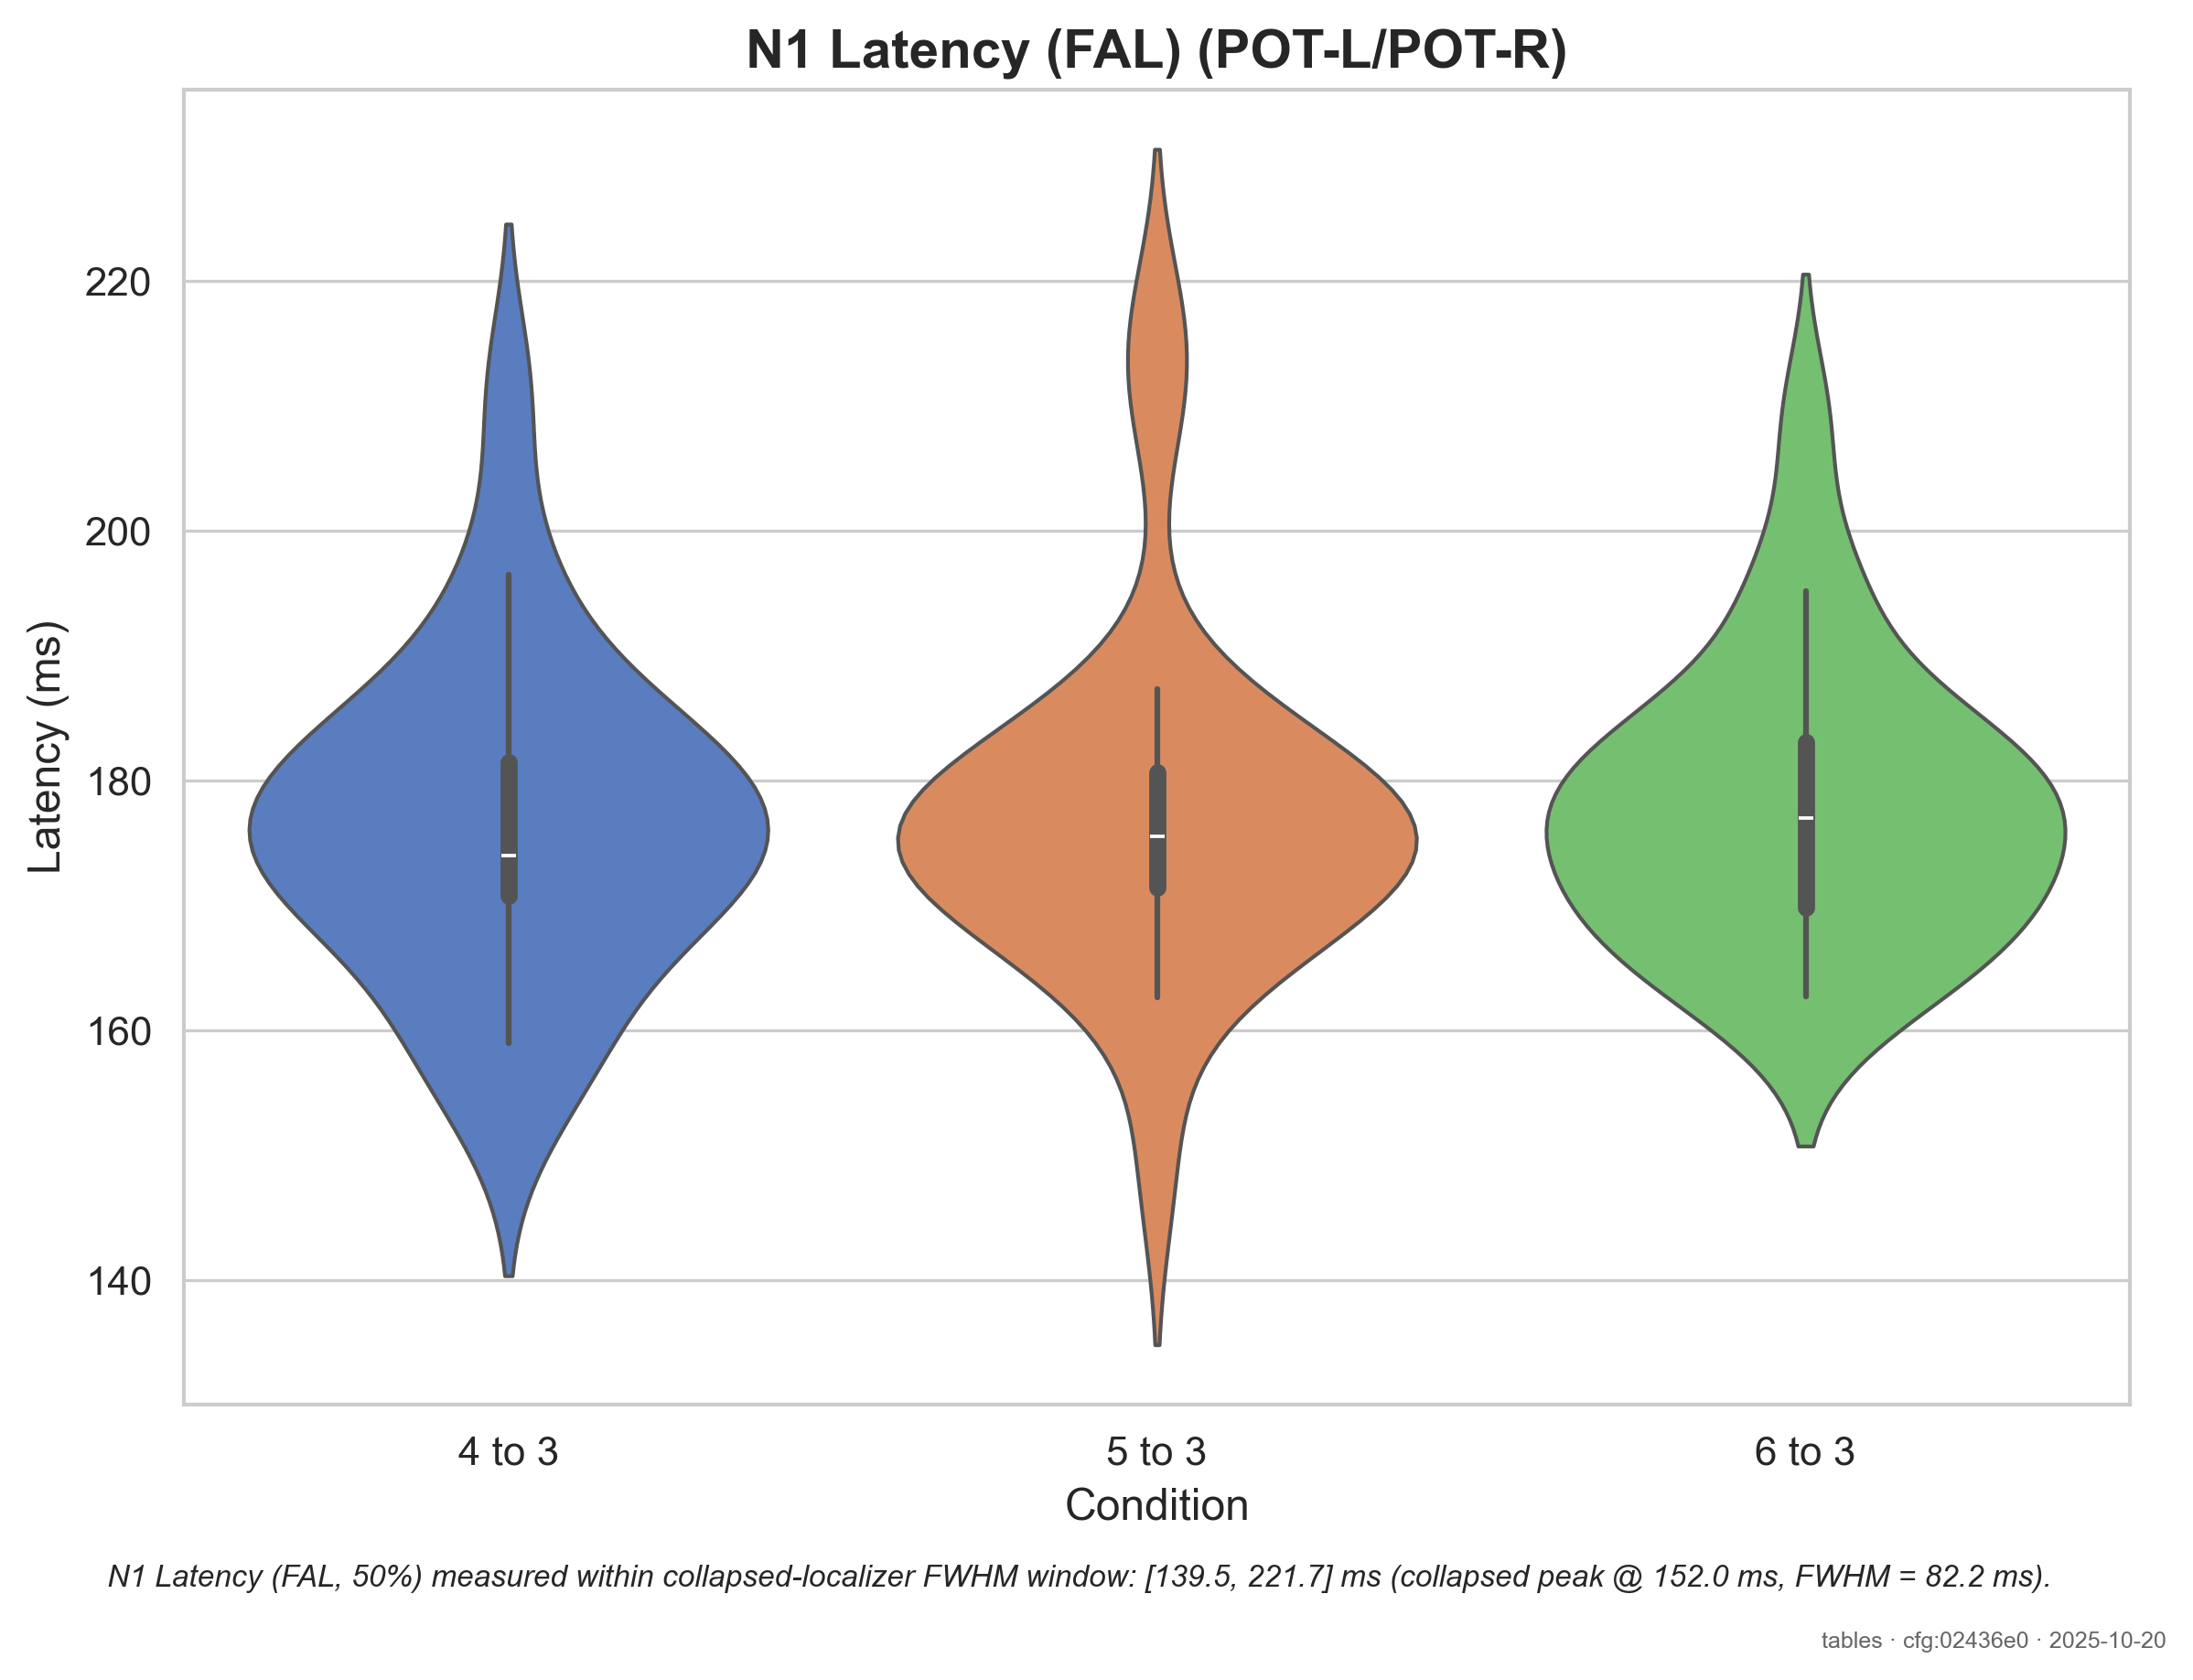 N1 Latency (FAL) (POT-L/POT-R)
Latency (ms)
220
200
180
160
140
4 to 3
5 to 3
6 to 3
Condition
N1 Latency (FAL, 50%) measured within collapsed-localizer FWHM window: [139.5, 221.7] ms (collapsed peak @ 152.0 ms, FWHM = 82.2 ms).
tables · cfg:02436e0 · 2025-10-20